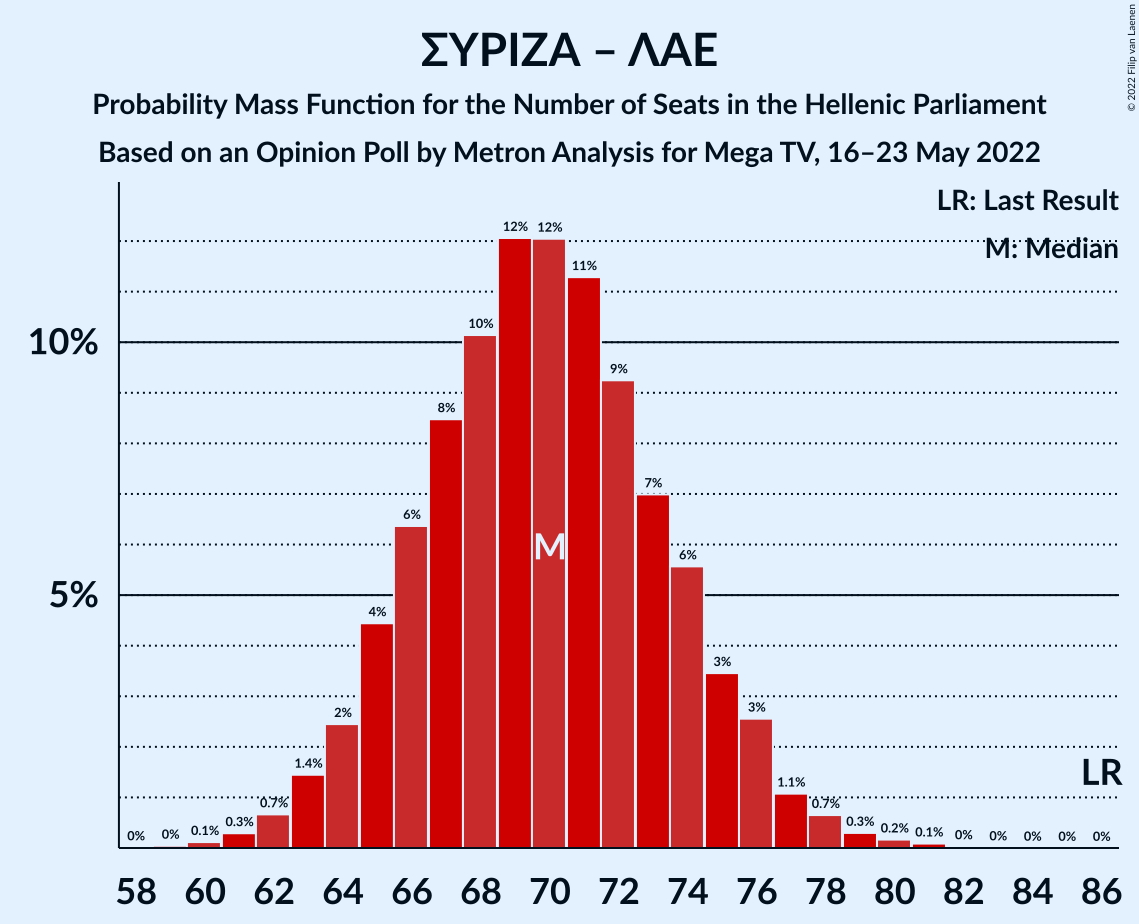 ΣΥΡΙΖΑ – ΛΑΕ
Probability Mass Function for the Number of Seats in the Hellenic Parliament
Based on an Opinion Poll by Metron Analysis for Mega TV, 16–23 May 2022
© 2022 Filip van Laenen
LR: Last Result
M: Median
10%
5%
0% 0% 0.1% 0.3% 0.7% 1.4% 2% 4% 6% 8% 10% 12% 12% 11% 9% 7% 6% 3% 3% 1.1% 0.7% 0.3% 0.2% 0.1% 0% 0% 0% 0% 0%
M
LR
58 60 62 64 66 68 70 72 74 76 78 80 82 84 86